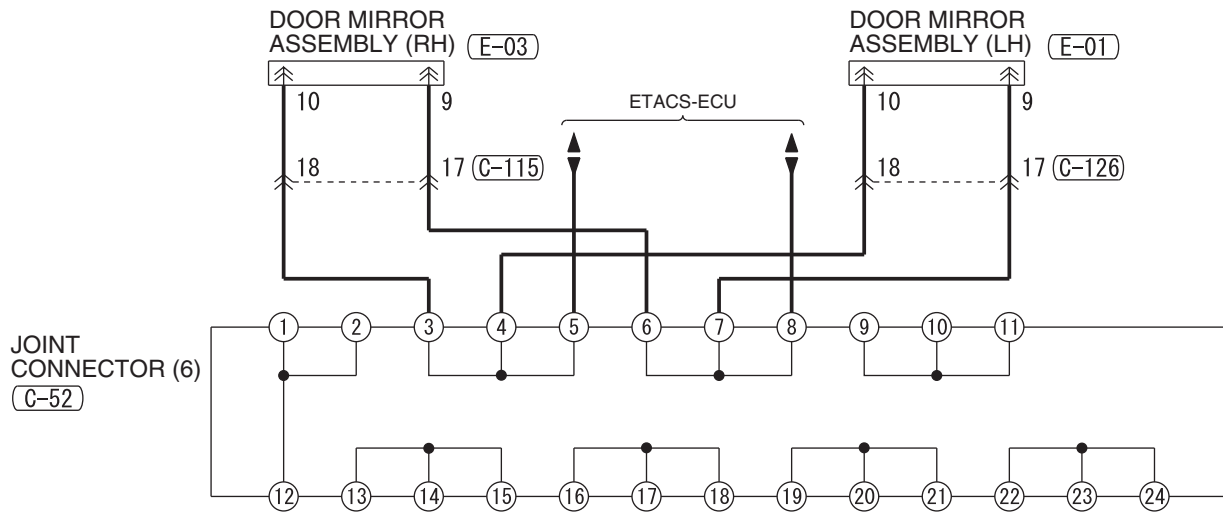 DOOR MIRROR
ASSEMBLY (RH) E-03
DOOR MIRROR
ASSEMBLY (LH) E-01
10 9
ETACS-ECU
10 9
18 17 C-115
18 17 C-126
JOINT
CONNECTOR (6)
C-52
1 2 3 4 5 6 7 8 9 10 11
12 13 14 15 16 17 18 19 20 21 22 23 24